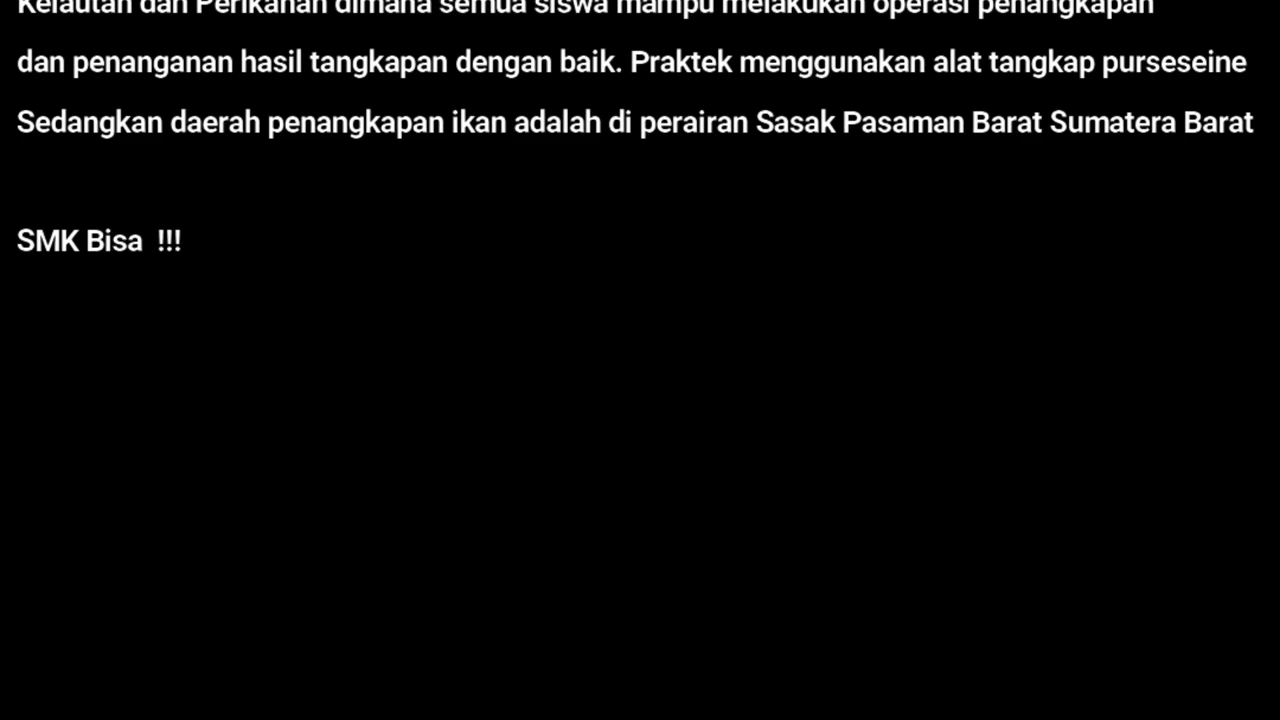 Kelautan dan Perikanan dimana semua siswa mampu melakukan operasi penangkapan
dan penanganan hasil tangkapan dengan baik. Praktek menggunakan alat tangkap purseseine
Sedangkan daerah penangkapan ikan adalah di perairan Sasak Pasaman Barat Sumatera Barat
SMK Bisa  !!!